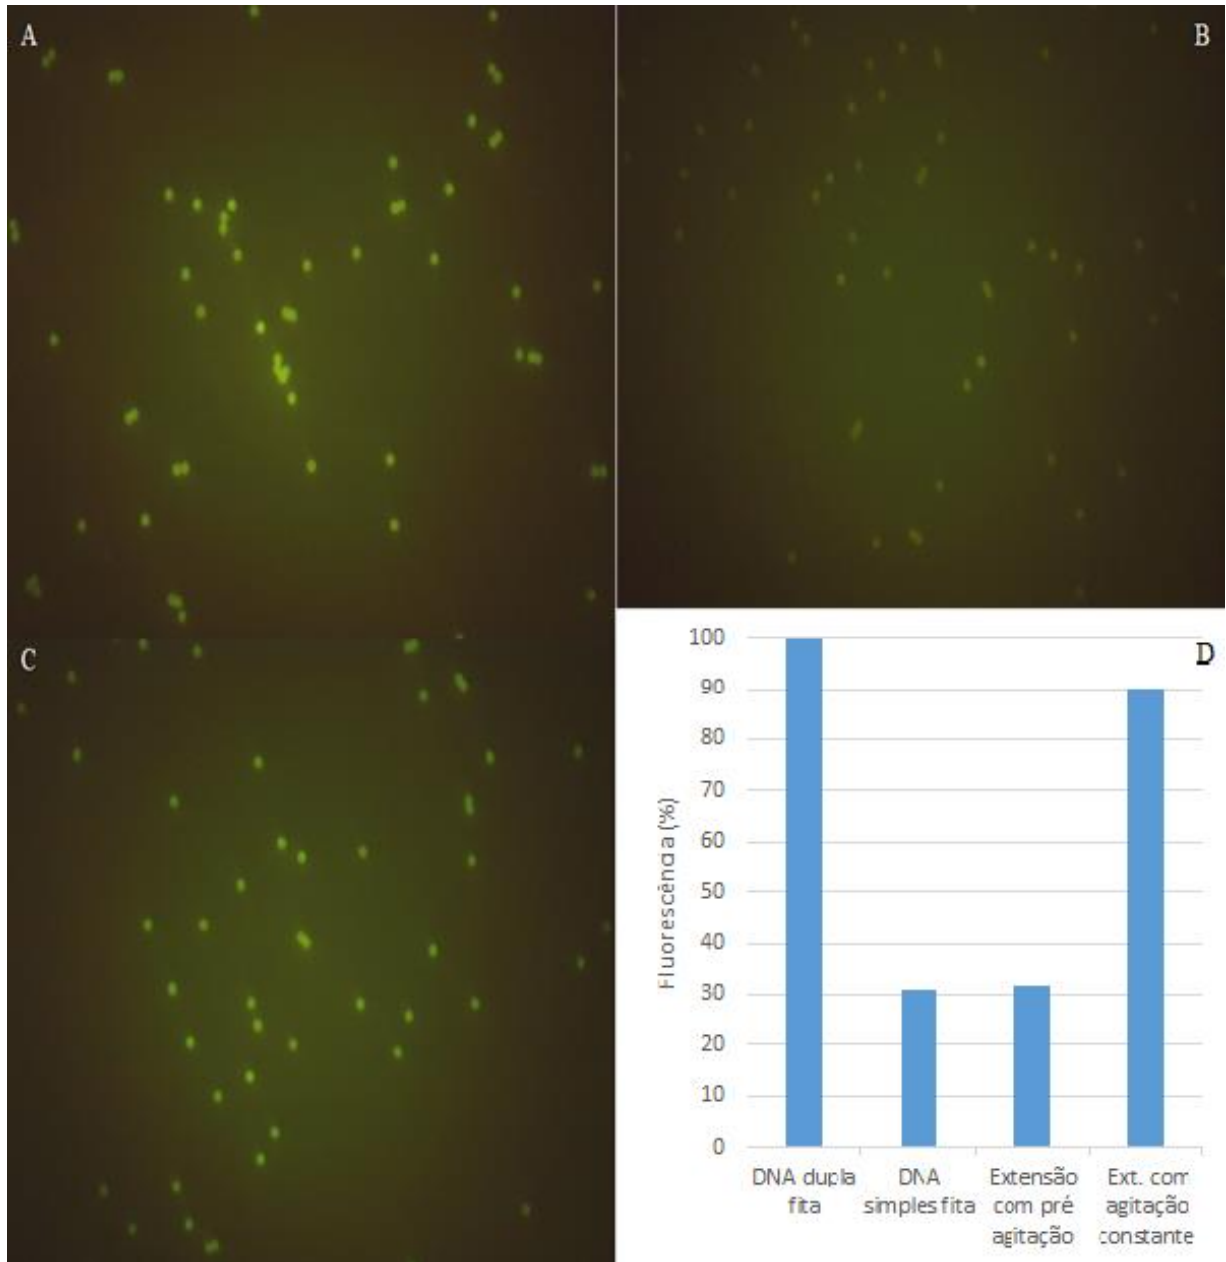 A
B
C
D
100
90
80
70
60
50
40
30
20
10
0
Fluorescência (%)
DNA dupla
fita
DNA
simples fita
Extensão
com pré
agitação
Ext. com
agitação
constante